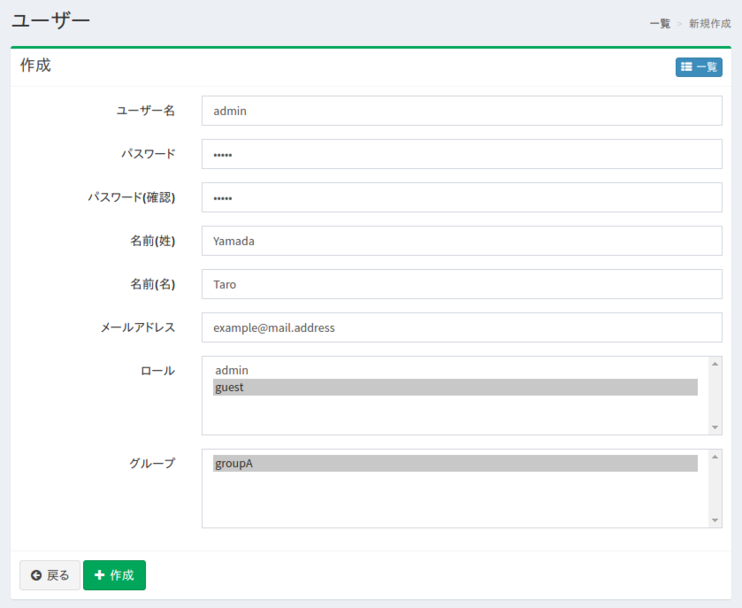 ユーザー
一覧 > 新規作成
作成
一覧
ユーザー名 admin
パスワード •••••
パスワード(確認) •••••
名前(姓) Yamada
名前(名) Taro
メールアドレス example@mail.address
ロール admin
guest
グループ groupA
戻る + 作成